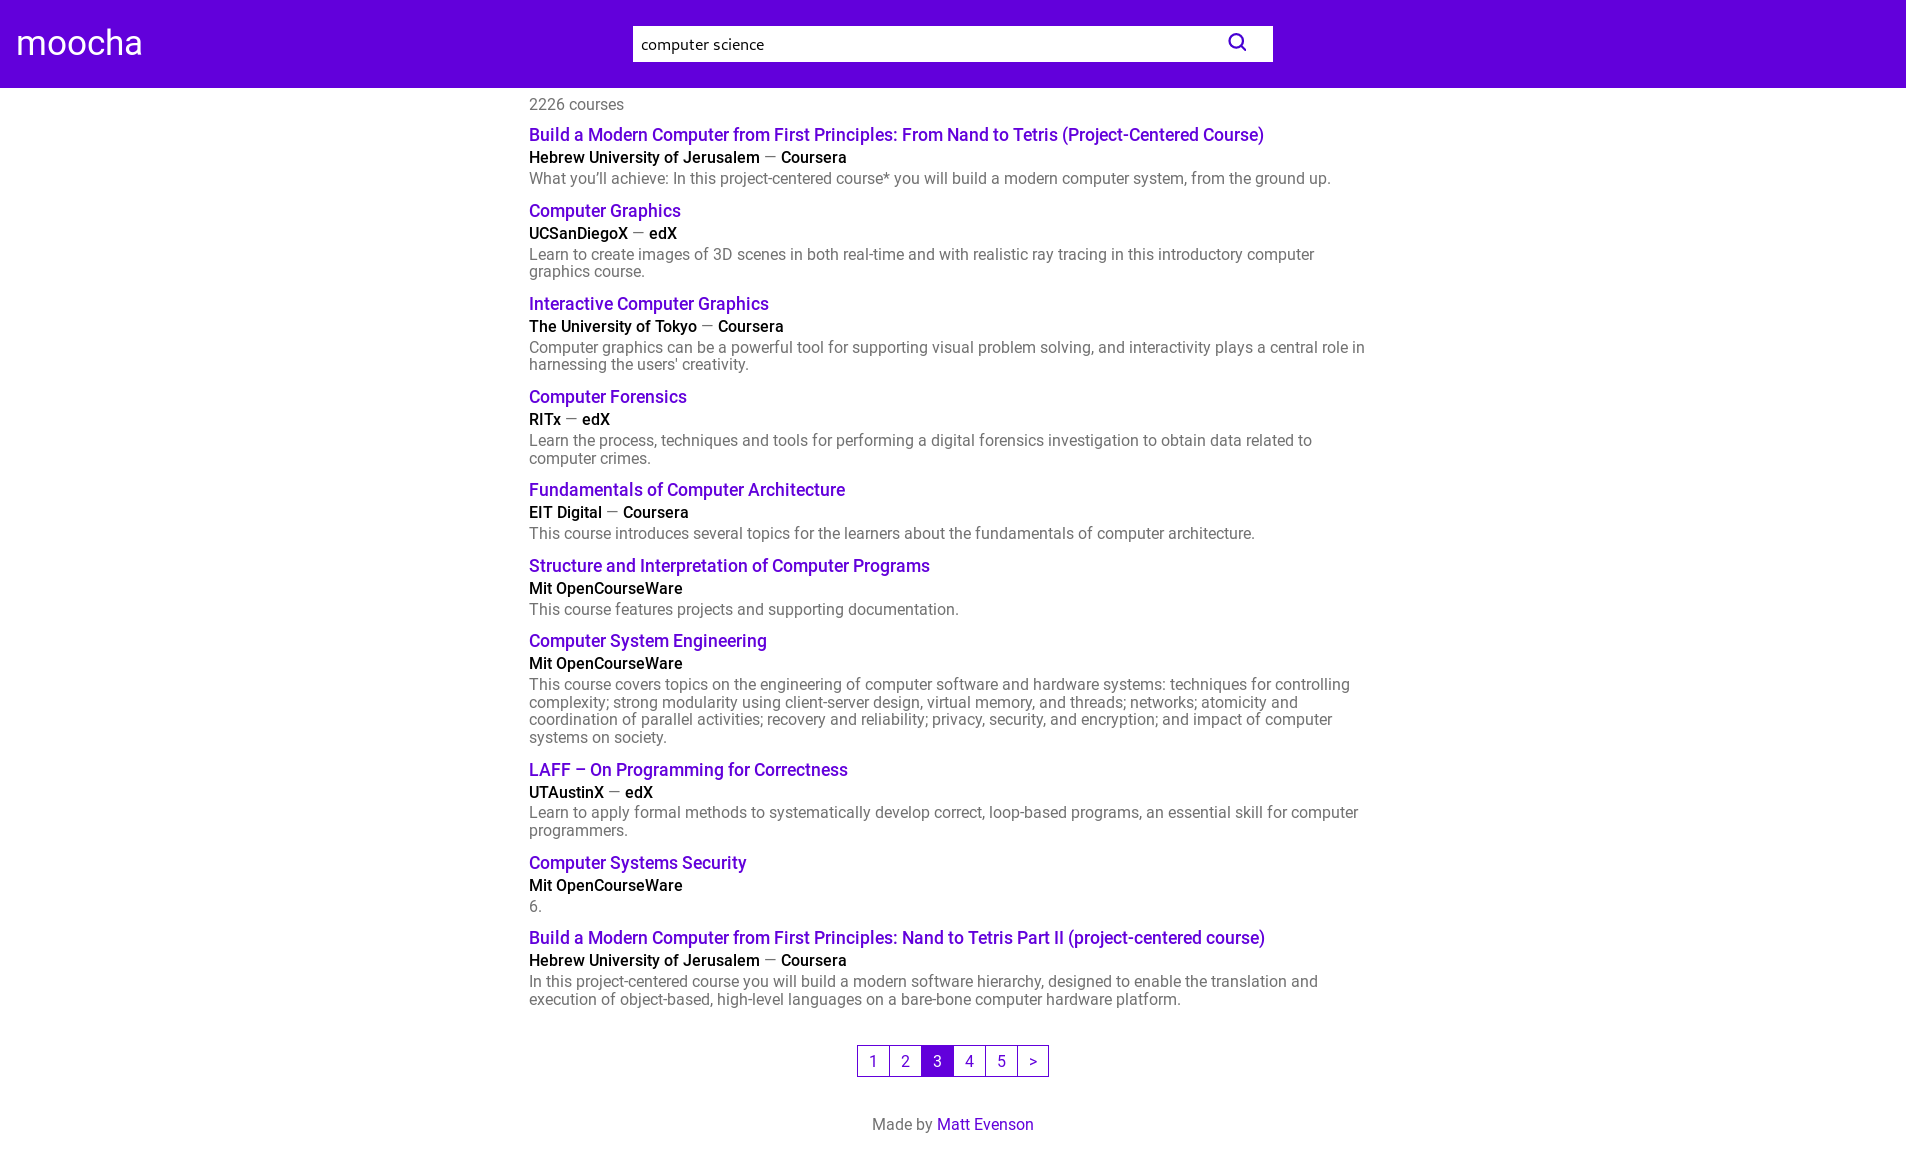 moocha
computer science
2226 courses
Build a Modern Computer from First Principles: From Nand to Tetris (Project-Centered Course)
Hebrew University of Jerusalem — Coursera
What you’ll achieve: In this project-centered course* you will build a modern computer system, from the ground up.
Computer Graphics
UCSanDiegoX — edX
Learn to create images of 3D scenes in both real-time and with realistic ray tracing in this introductory computer
graphics course.
Interactive Computer Graphics
The University of Tokyo — Coursera
Computer graphics can be a powerful tool for supporting visual problem solving, and interactivity plays a central role in
harnessing the users' creativity.
Computer Forensics
RITx — edX
Learn the process, techniques and tools for performing a digital forensics investigation to obtain data related to
computer crimes.
Fundamentals of Computer Architecture
EIT Digital — Coursera
This course introduces several topics for the learners about the fundamentals of computer architecture.
Structure and Interpretation of Computer Programs
Mit OpenCourseWare
This course features projects and supporting documentation.
Computer System Engineering
Mit OpenCourseWare
This course covers topics on the engineering of computer software and hardware systems: techniques for controlling
complexity; strong modularity using client-server design, virtual memory, and threads; networks; atomicity and
coordination of parallel activities; recovery and reliability; privacy, security, and encryption; and impact of computer
systems on society.
LAFF – On Programming for Correctness
UTAustinX — edX
Learn to apply formal methods to systematically develop correct, loop-based programs, an essential skill for computer
programmers.
Computer Systems Security
Mit OpenCourseWare
6.
Build a Modern Computer from First Principles: Nand to Tetris Part II (project-centered course)
Hebrew University of Jerusalem — Coursera
In this project-centered course you will build a modern software hierarchy, designed to enable the translation and
execution of object-based, high-level languages on a bare-bone computer hardware platform.
1 2 3 4 5 >
Made by Matt Evenson